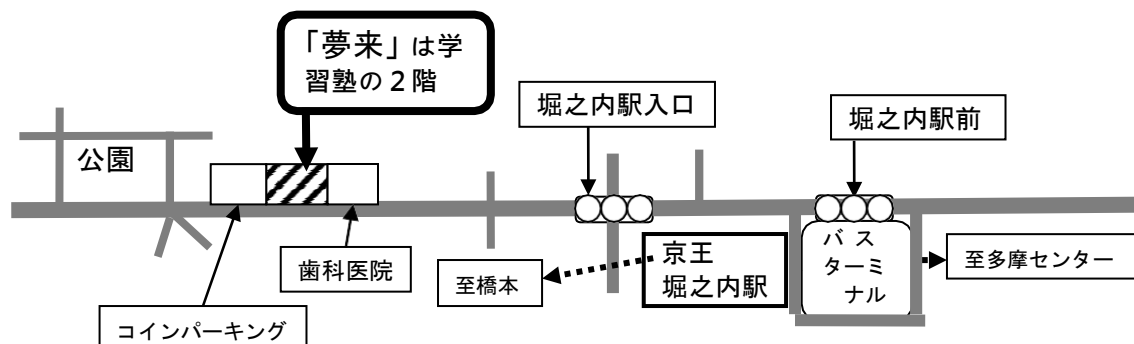 「夢来」は学
習塾の２階
堀之内駅入口
堀之内駅前
公園
歯科医院
コインパーキング
至橋本
京王
堀之内駅
バス
ターミ
ナル
至多摩センター